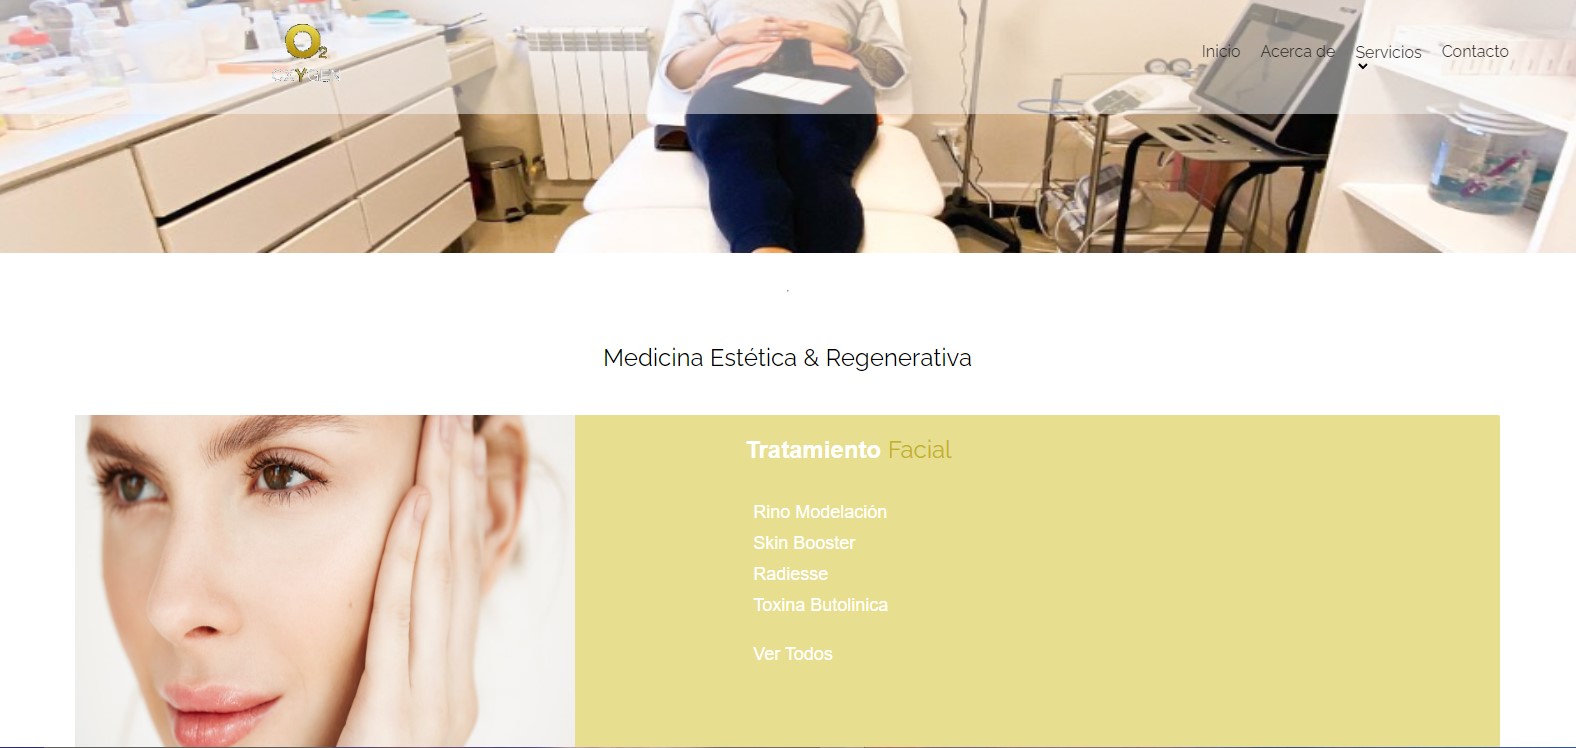 O2
OXYGEN
Inicio Acerca de Servicios Contacto
.
Medicina Estética & Regenerativa
Tratamiento Facial
Rino Modelación
Skin Booster
Radiesse
Toxina Butolinica
Ver Todos